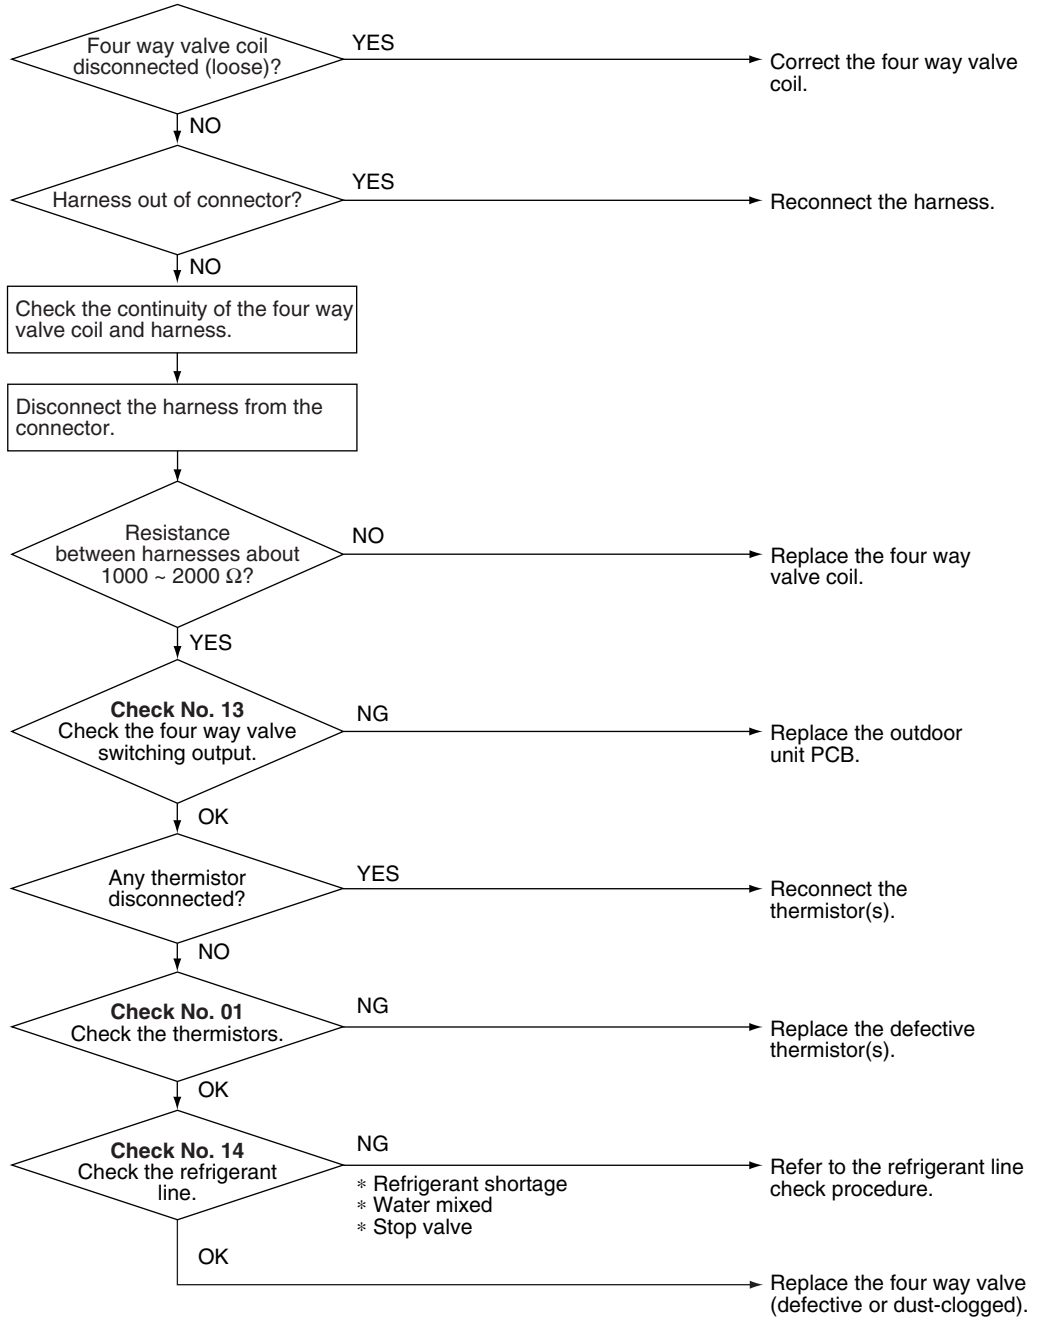 Four way valve coil
disconnected (loose)?
YES
Correct the four way valve
coil.
NO
Harness out of connector?
YES
Reconnect the harness.
NO
Check the continuity of the four way
valve coil and harness.
Disconnect the harness from the
connector.
Resistance
between harnesses about
1000 ~ 2000 Ω?
NO
Replace the four way
valve coil.
YES
Check No. 13
Check the four way valve
switching output.
NG
Replace the outdoor
unit PCB.
OK
Any thermistor
disconnected?
YES
Reconnect the
thermistor(s).
NO
Check No. 01
Check the thermistors.
NG
Replace the defective
thermistor(s).
OK
Check No. 14
Check the refrigerant
line.
NG
∗ Refrigerant shortage
∗ Water mixed
∗ Stop valve
Refer to the refrigerant line
check procedure.
OK
Replace the four way valve
(defective or dust-clogged).